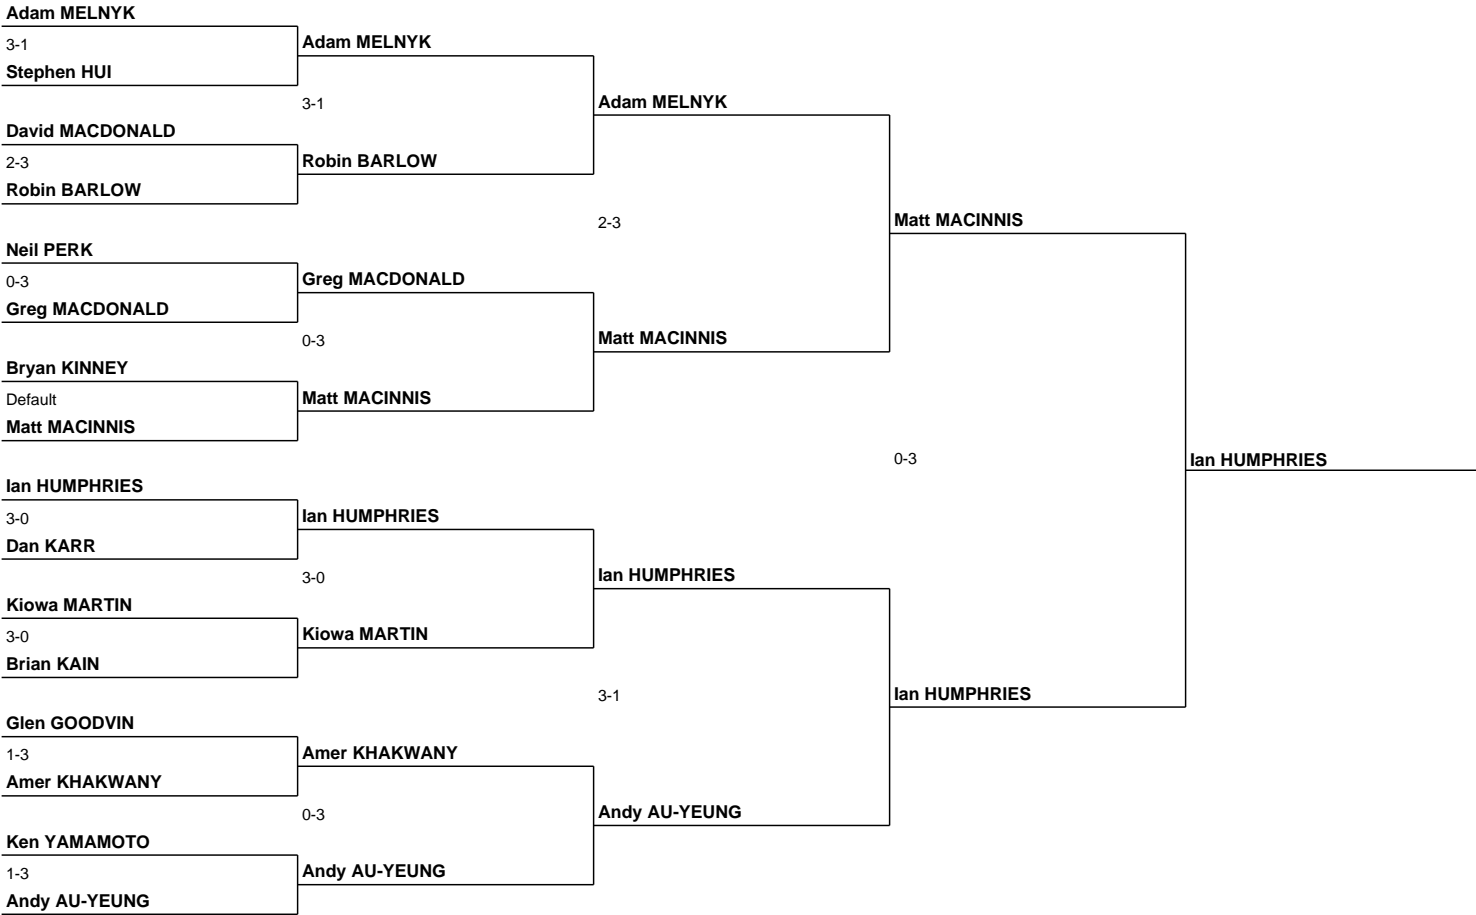 Adam MELNYK
3-1
Stephen HUI
Adam MELNYK
3-1
David MACDONALD
2-3
Robin BARLOW
Robin BARLOW
Adam MELNYK
2-3
Neil PERK
0-3
Greg MACDONALD
Greg MACDONALD
0-3
Bryan KINNEY
Default
Matt MACINNIS
Matt MACINNIS
Matt MACINNIS
Matt MACINNIS
0-3
Ian HUMPHRIES
Ian HUMPHRIES
3-0
Dan KARR
Ian HUMPHRIES
3-0
Kiowa MARTIN
3-0
Brian KAIN
Kiowa MARTIN
Ian HUMPHRIES
3-1
Ian HUMPHRIES
Glen GOODVIN
1-3
Amer KHAKWANY
Amer KHAKWANY
0-3
Ken YAMAMOTO
1-3
Andy AU-YEUNG
Andy AU-YEUNG
Andy AU-YEUNG